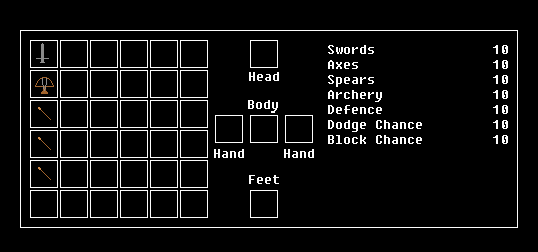 Head
Body
Hand Hand
Feet
Swords 10
Axes 10
Spears 10
Archery 10
Defence 10
Dodge Chance 10
Block Chance 10